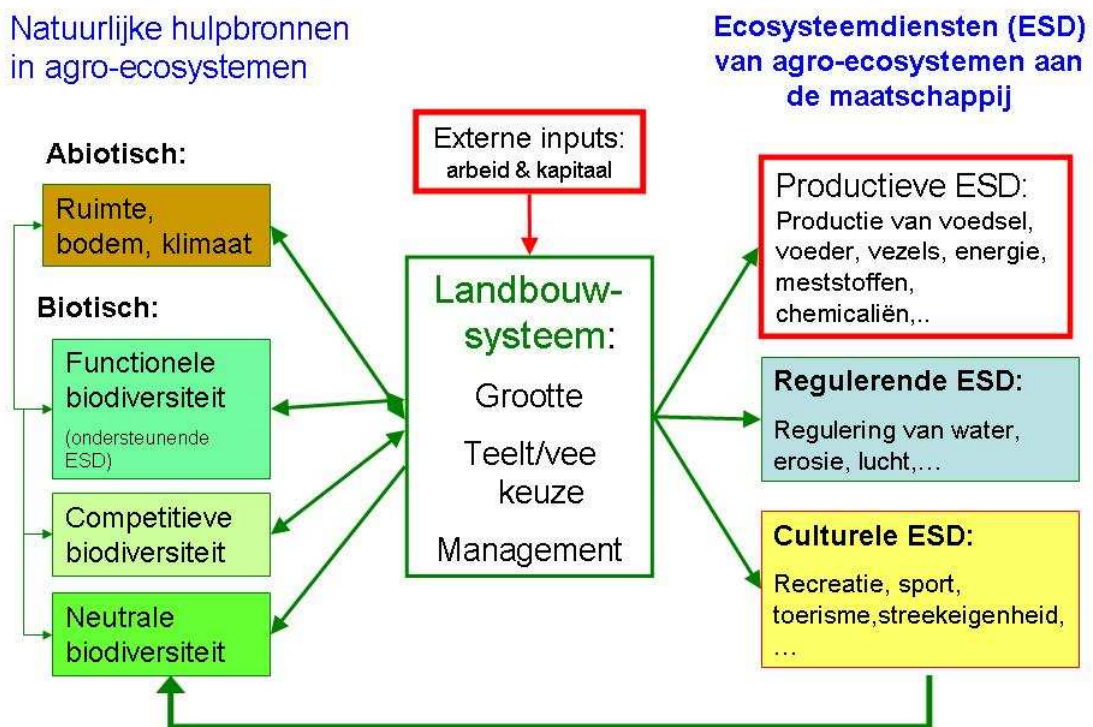 Natuurlijke hulpbronnen
in agro-ecosystemen
Abiotisch:
Ruimte,
bodem, klimaat
Biotisch:
Functionele
biodiversiteit
(ondersteunende
ESD)
Competitieve
biodiversiteit
Neutrale
biodiversiteit
Externe inputs:
arbeid & kapitaal
Landbouw-
systeem:
Grootte
Teelt/vee
keuze
Management
Ecosysteemdiensten (ESD)
van agro-ecosystemen aan
de maatschappij
Productieve ESD:
Productie van voedsel,
voeder, vezels, energie,
meststoffen,
chemicaliën,..
Regulerende ESD:
Regulering van water,
erosie, lucht,...
Culturele ESD:
Recreatie, sport,
toerisme,streekeigenheid,
...